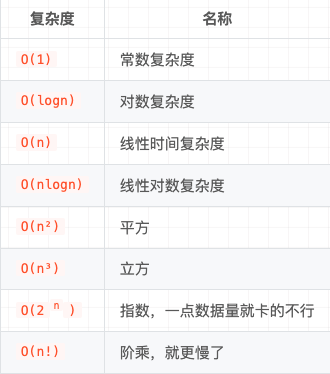 复杂度 名称
O(1) 常数复杂度
O(logn) 对数复杂度
O(n) 线性时间复杂度
O(nlogn) 线性对数复杂度
O(n²) 平方
O(n³) 立方
O(2 ⁿ ) 指数，一点数据量就卡的不行
O(n!) 阶乘，就更慢了